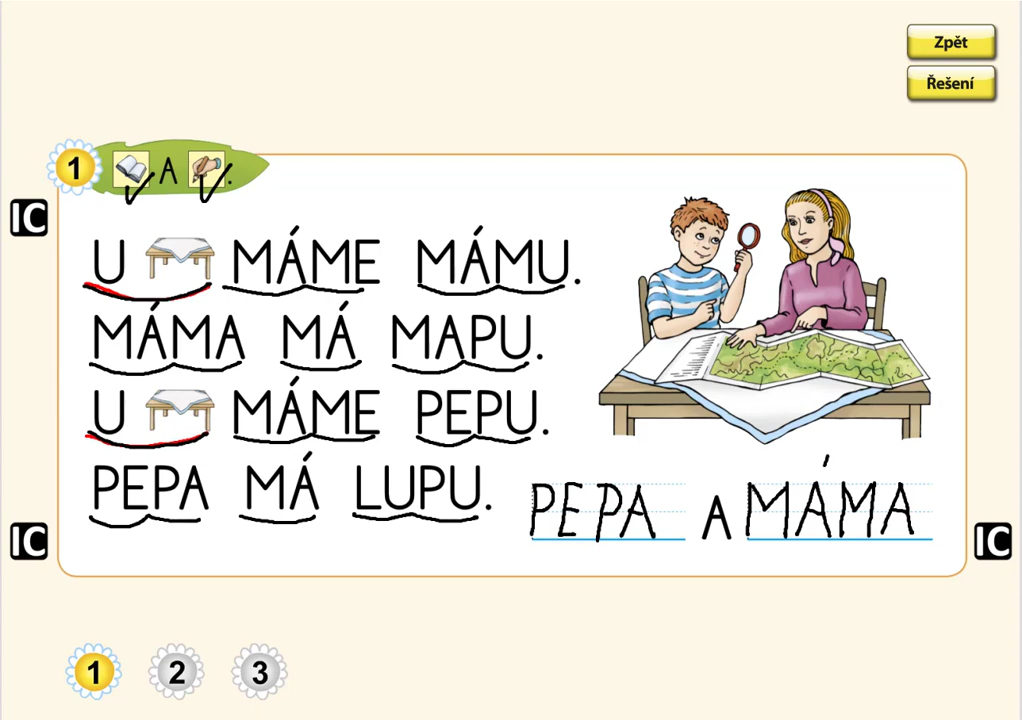 Zpět
Řešení
1 A .
IC
U MÁME MÁMU.
MÁMA MÁ MAPU.
U MÁME PEPU.
PEPA MÁ LUPU.
PEPA A MÁMA
IC
IC
1 2 3